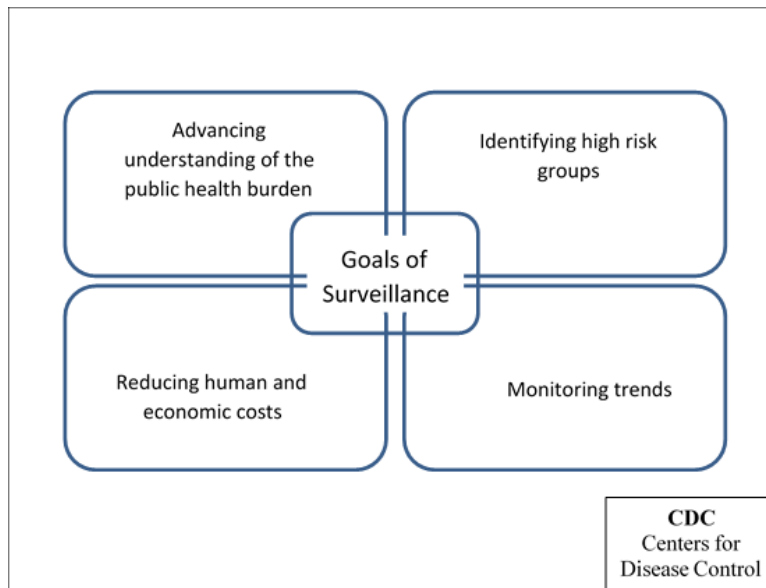 Advancing
understanding of the
public health burden
Identifying high risk
groups
Goals of
Surveillance
Reducing human and
economic costs
Monitoring trends
CDC
Centers for
Disease Control